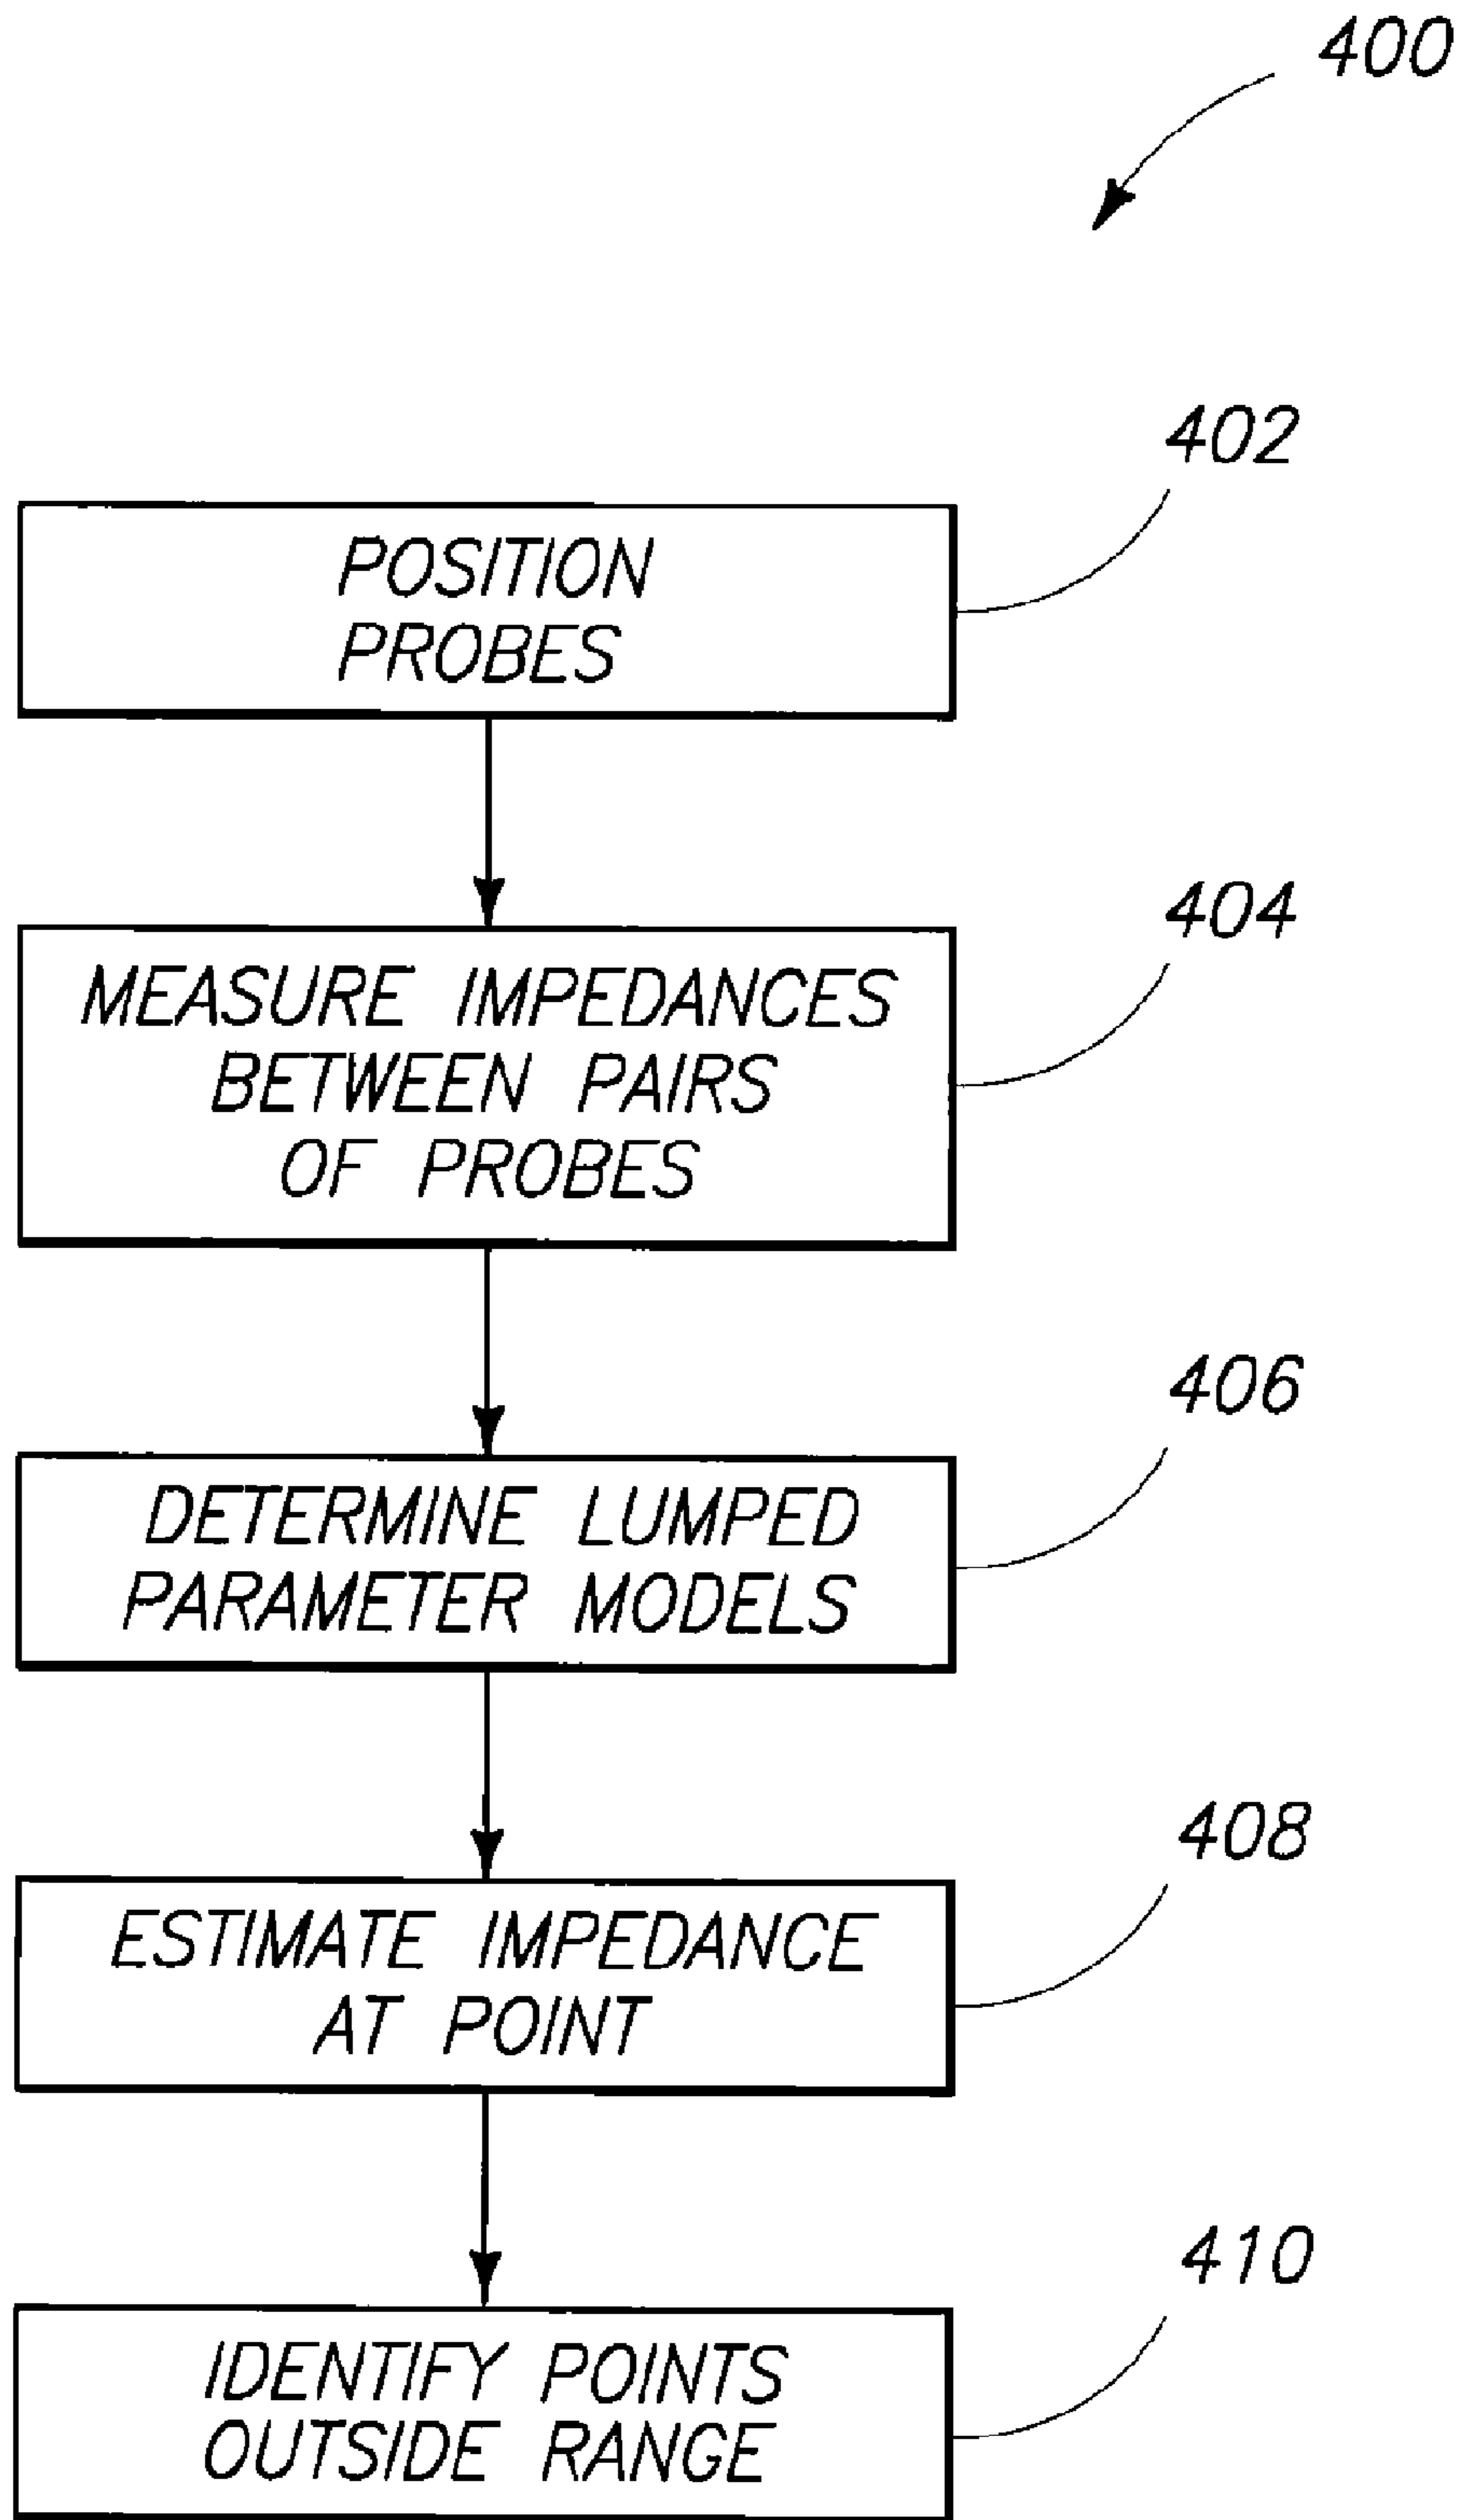 400
402
POSITION
PROBES
404
MEASURE IMPEDANCES
BETWEEN PAIRS
OF PROBES
406
DETERMINE LUMPED
PARAMETER MODELS
408
ESTIMATE IMPEDANCE
AT POINT
410
IDENTIFY POINTS
OUTSIDE RANGE